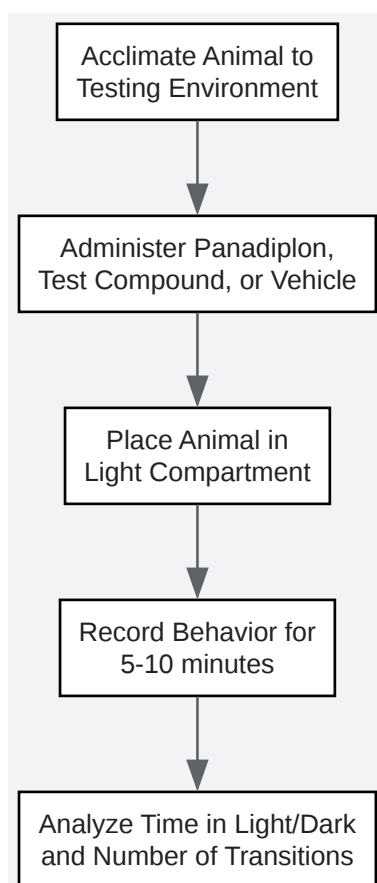 Acclimate Animal to
Testing Environment
Administer Panadiplon,
Test Compound, or Vehicle
Place Animal in
Light Compartment
Record Behavior for
5-10 minutes
Analyze Time in Light/Dark
and Number of Transitions